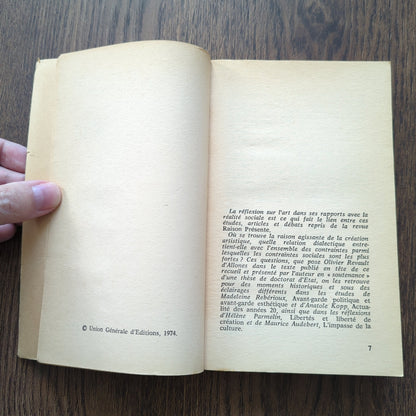 © Union Générale d'Editions, 1974.
La réflexion sur l'art dans ses rapports avec la
réalité sociale est ce qui fait le lien entre ces
études, articles et débats repris de la revue
Raison Présente.
Où se trouve la raison agissante de la création
artistique, quelle relation dialectique entre-
tient-elle avec l'ensemble des contraintes parmi
lesquelles les contraintes sociales sont les plus
fortes ? Ces questions, que pose Olivier Revault
d'Allonnes dans le texte publié en tête de ce
recueil et présenté par l'auteur en « soutenance »
d'une thèse de doctorat d'Etat, on les retrouve
pour des moments historiques et sous des
éclairages différents dans les études de
Madeleine Rebérioux, Avant-garde politique et
avant-garde esthétique et d'Anatole Kopp, Actua-
lité des années 20, ainsi que dans les réflexions
d'Hélène Parmelin, Libertés et liberté de
création et de Maurice Audebert, L'impasse de la
culture.
7